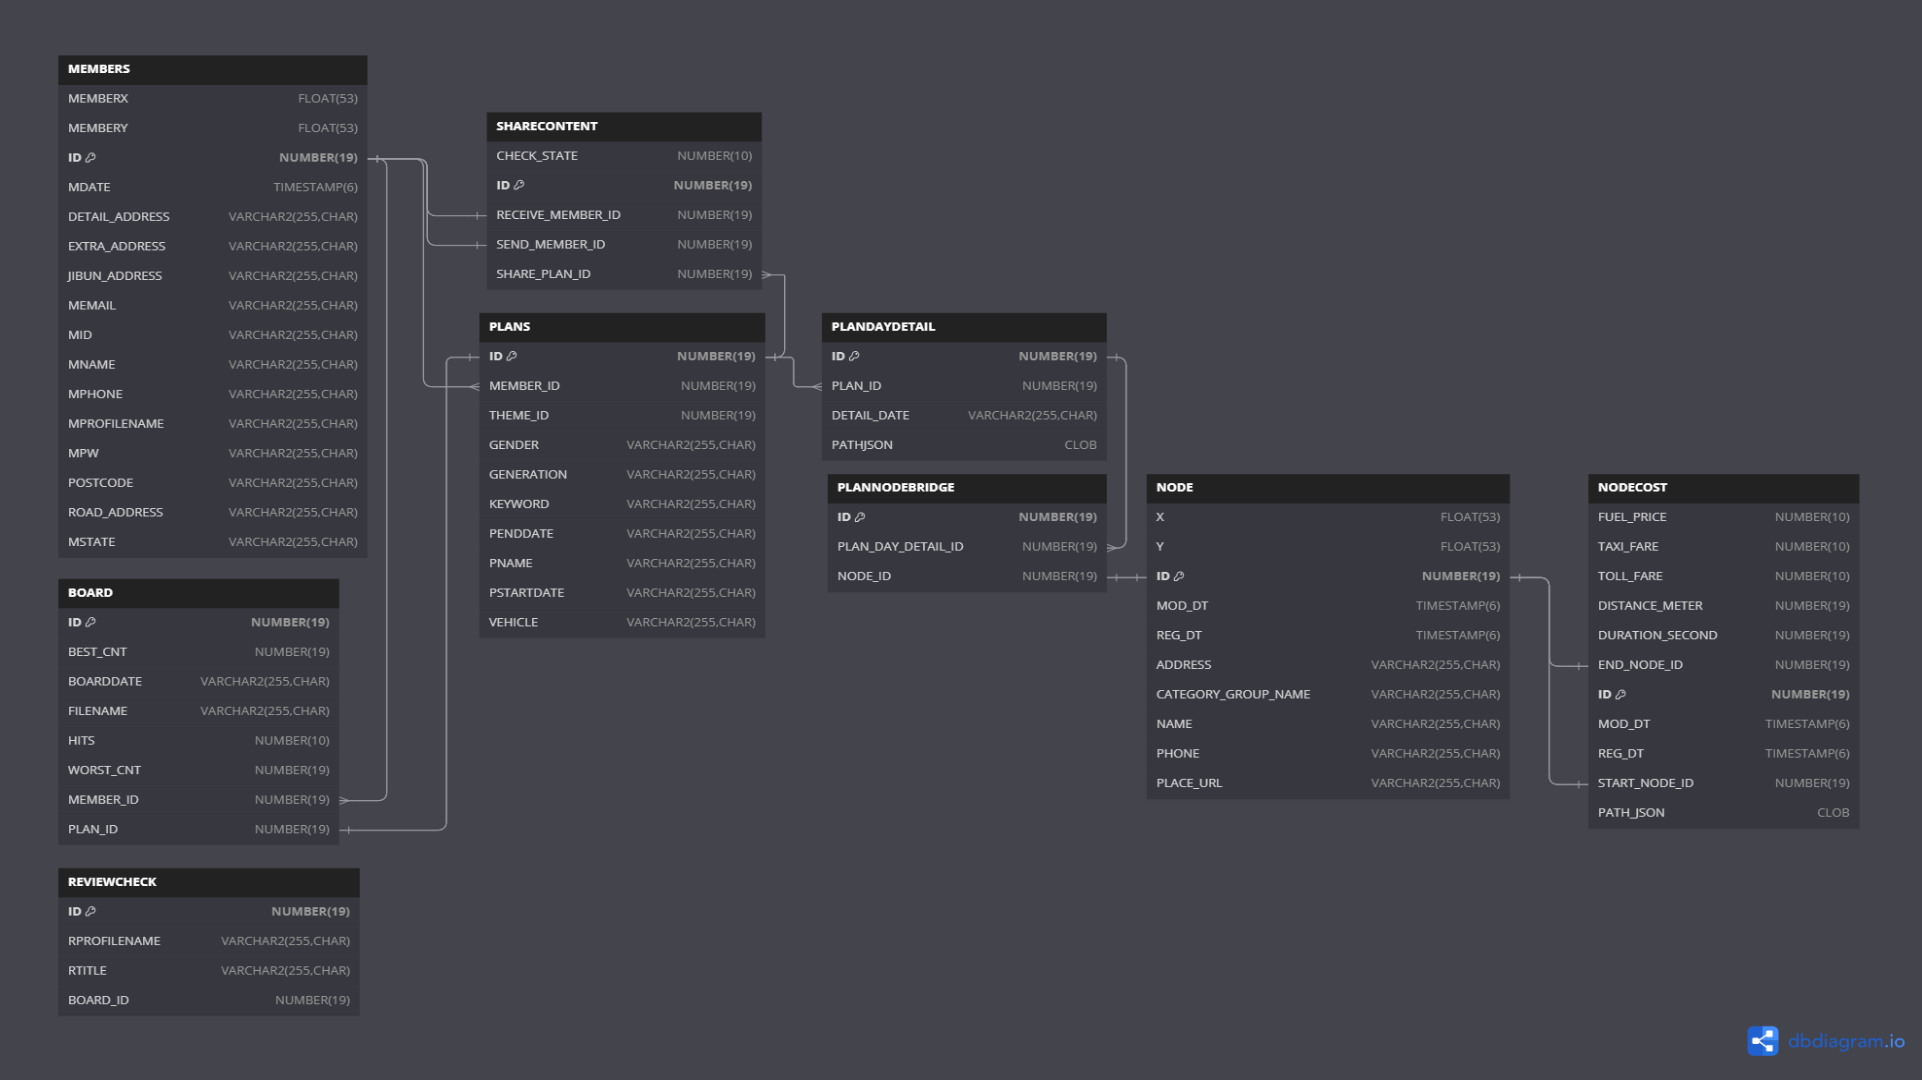 MEMBERS
MEMBERX FLOAT(53)
MEMBERY FLOAT(53)
ID NUMBER(19)
MDATE TIMESTAMP(6)
DETAIL_ADDRESS VARCHAR2(255,CHAR)
EXTRA_ADDRESS VARCHAR2(255,CHAR)
JIBUN_ADDRESS VARCHAR2(255,CHAR)
MEMAIL VARCHAR2(255,CHAR)
MID VARCHAR2(255,CHAR)
MNAME VARCHAR2(255,CHAR)
MPHONE VARCHAR2(255,CHAR)
MPROFILENAME VARCHAR2(255,CHAR)
MPW VARCHAR2(255,CHAR)
POSTCODE VARCHAR2(255,CHAR)
ROAD_ADDRESS VARCHAR2(255,CHAR)
MSTATE VARCHAR2(255,CHAR)
BOARD
ID NUMBER(19)
BEST_CNT NUMBER(19)
BOARDDATE VARCHAR2(255,CHAR)
FILENAME VARCHAR2(255,CHAR)
HITS NUMBER(10)
WORST_CNT NUMBER(19)
MEMBER_ID NUMBER(19)
PLAN_ID NUMBER(19)
REVIEWCHECK
ID NUMBER(19)
RPROFILENAME VARCHAR2(255,CHAR)
RTITLE VARCHAR2(255,CHAR)
BOARD_ID NUMBER(19)
SHARECONTENT
CHECK_STATE NUMBER(10)
ID NUMBER(19)
RECEIVE_MEMBER_ID NUMBER(19)
SEND_MEMBER_ID NUMBER(19)
SHARE_PLAN_ID NUMBER(19)
PLANS
ID NUMBER(19)
MEMBER_ID NUMBER(19)
THEME_ID NUMBER(19)
GENDER VARCHAR2(255,CHAR)
GENERATION VARCHAR2(255,CHAR)
KEYWORD VARCHAR2(255,CHAR)
PENDDATE VARCHAR2(255,CHAR)
PNAME VARCHAR2(255,CHAR)
PSTARTDATE VARCHAR2(255,CHAR)
VEHICLE VARCHAR2(255,CHAR)
PLANDAYDETAIL
ID NUMBER(19)
PLAN_ID NUMBER(19)
DETAIL_DATE VARCHAR2(255,CHAR)
PATHJSON CLOB
PLANNODEBRIDGE
ID NUMBER(19)
PLAN_DAY_DETAIL_ID NUMBER(19)
NODE_ID NUMBER(19)
NODE
X FLOAT(53)
Y FLOAT(53)
ID NUMBER(19)
MOD_DT TIMESTAMP(6)
REG_DT TIMESTAMP(6)
ADDRESS VARCHAR2(255,CHAR)
CATEGORY_GROUP_NAME VARCHAR2(255,CHAR)
NAME VARCHAR2(255,CHAR)
PHONE VARCHAR2(255,CHAR)
PLACE_URL VARCHAR2(255,CHAR)
NODECOST
FUEL_PRICE NUMBER(10)
TAXI_FARE NUMBER(10)
TOLL_FARE NUMBER(10)
DISTANCE_METER NUMBER(19)
DURATION_SECOND NUMBER(19)
END_NODE_ID NUMBER(19)
ID NUMBER(19)
MOD_DT TIMESTAMP(6)
REG_DT TIMESTAMP(6)
START_NODE_ID NUMBER(19)
PATH_JSON CLOB
dbdiagram.io